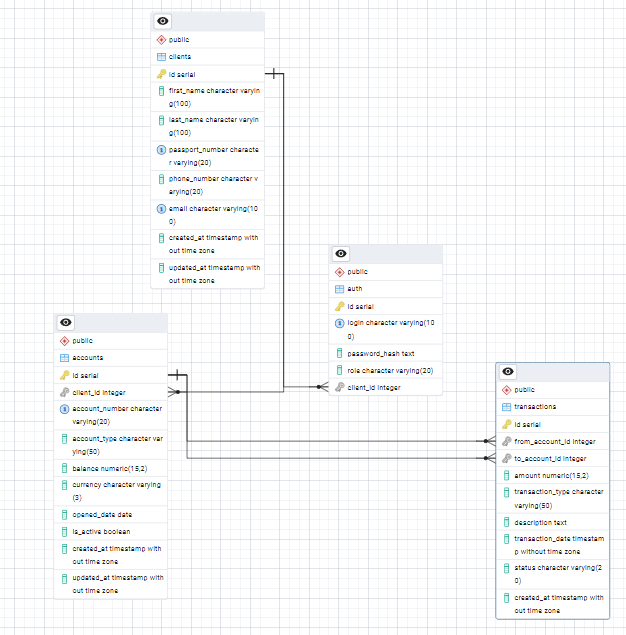 public
clients
id serial
first_name character varyin
g(100)
last_name character varyin
g(100)
passport_number characte
r varying(20)
phone_number character v
arying(20)
email character varying(10
0)
created_at timestamp with
out time zone
updated_at timestamp with
out time zone
public
auth
id serial
login character varying(10
0)
password_hash text
role character varying(20)
client_id integer
public
accounts
id serial
client_id integer
account_number character
varying(20)
account_type character var
ying(50)
balance numeric(15,2)
currency character varying
(3)
opened_date date
is_active boolean
created_at timestamp with
out time zone
updated_at timestamp with
out time zone
public
transactions
id serial
from_account_id integer
to_account_id integer
amount numeric(15,2)
transaction_type character
varying(50)
description text
transaction_date timestam
p without time zone
status character varying(2
0)
created_at timestamp with
out time zone